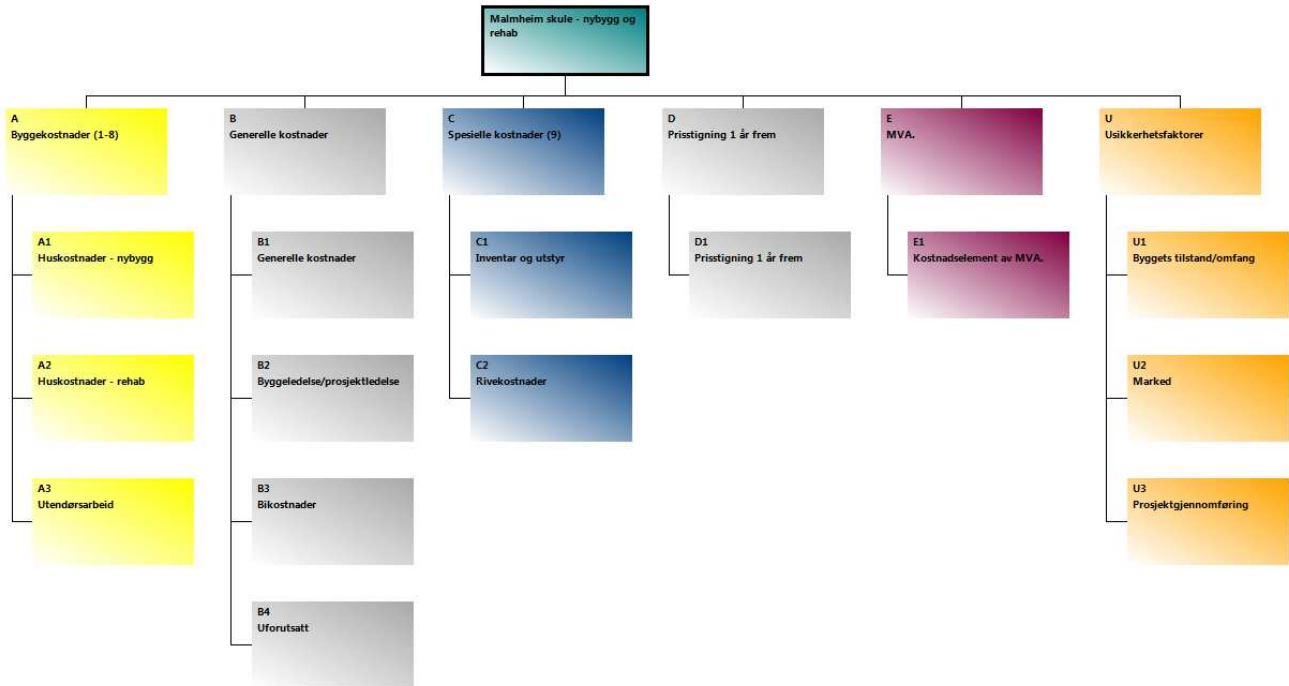 Malmheim skule - nybygg og
rehab
A
Byggekostnader (1-8)
B
Generelle kostnader
C
Spesielle kostnader (9)
D
Prisstigning 1 år frem
E
MVA.
U
Usikkerhetsfaktorer
A1
Huskostnader - nybygg
B1
Generelle kostnader
C1
Inventar og utstyr
D1
Prisstigning 1 år frem
E1
Kostnadselement av MVA.
U1
Byggets tilstand/omfang
A2
Huskostnader - rehab
B2
Byggeledelse/prosjektledelse
C2
Rivekostnader
U2
Marked
A3
Utendørsarbeid
B3
Bikostnader
U3
Prosjektgjennomføring
B4
Uforutsatt